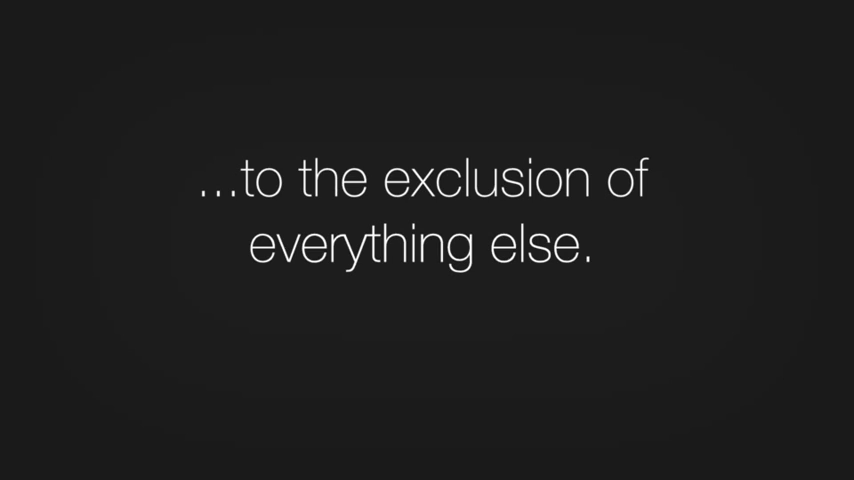 ...to the exclusion of
everything else.